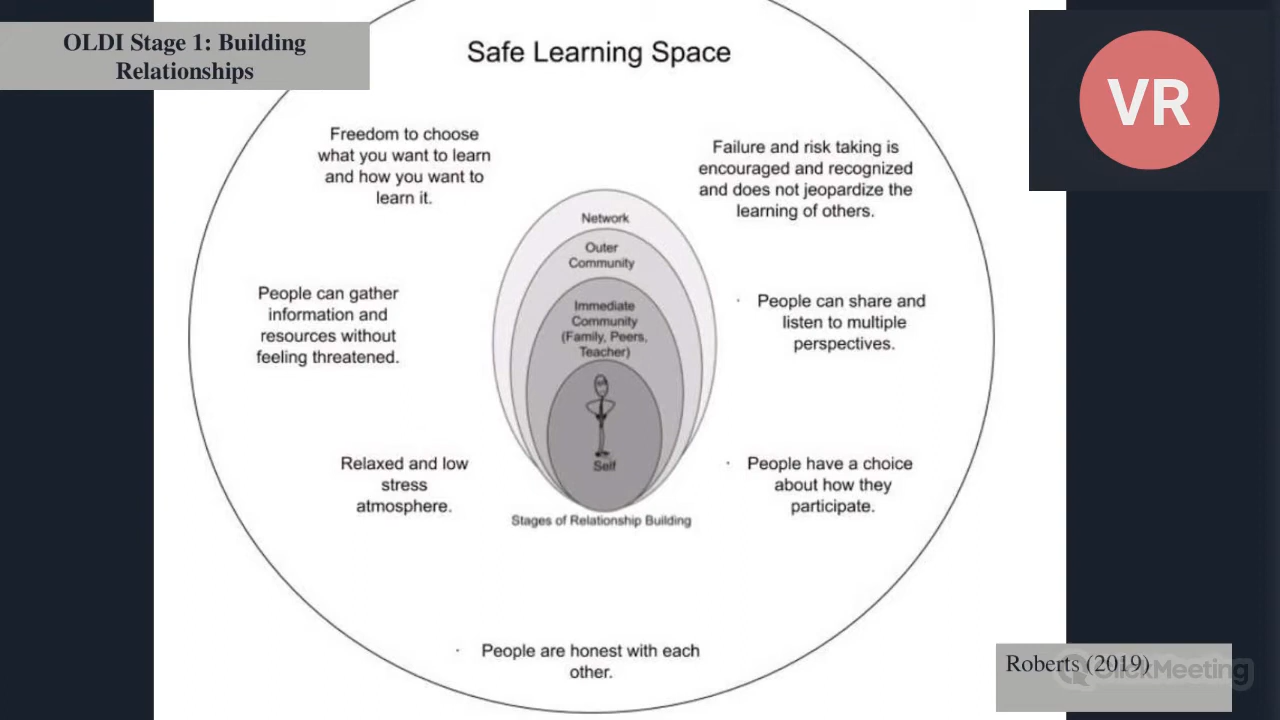 OLDI Stage 1: Building
Relationships
Safe Learning Space
VR
Freedom to choose
what you want to learn
and how you want to
learn it.
Failure and risk taking is
encouraged and recognized
and does not jeopardize the
learning of others.
Network
Outer
Community
Immediate
Community
(Family, Peers,
Teacher)
Self
Stages of Relationship Building
People can gather
information and
resources without
feeling threatened.
· People can share and
listen to multiple
perspectives.
Relaxed and low
stress
atmosphere.
· People have a choice
about how they
participate.
· People are honest with each
other.
Roberts (2019)
ClickMeeting